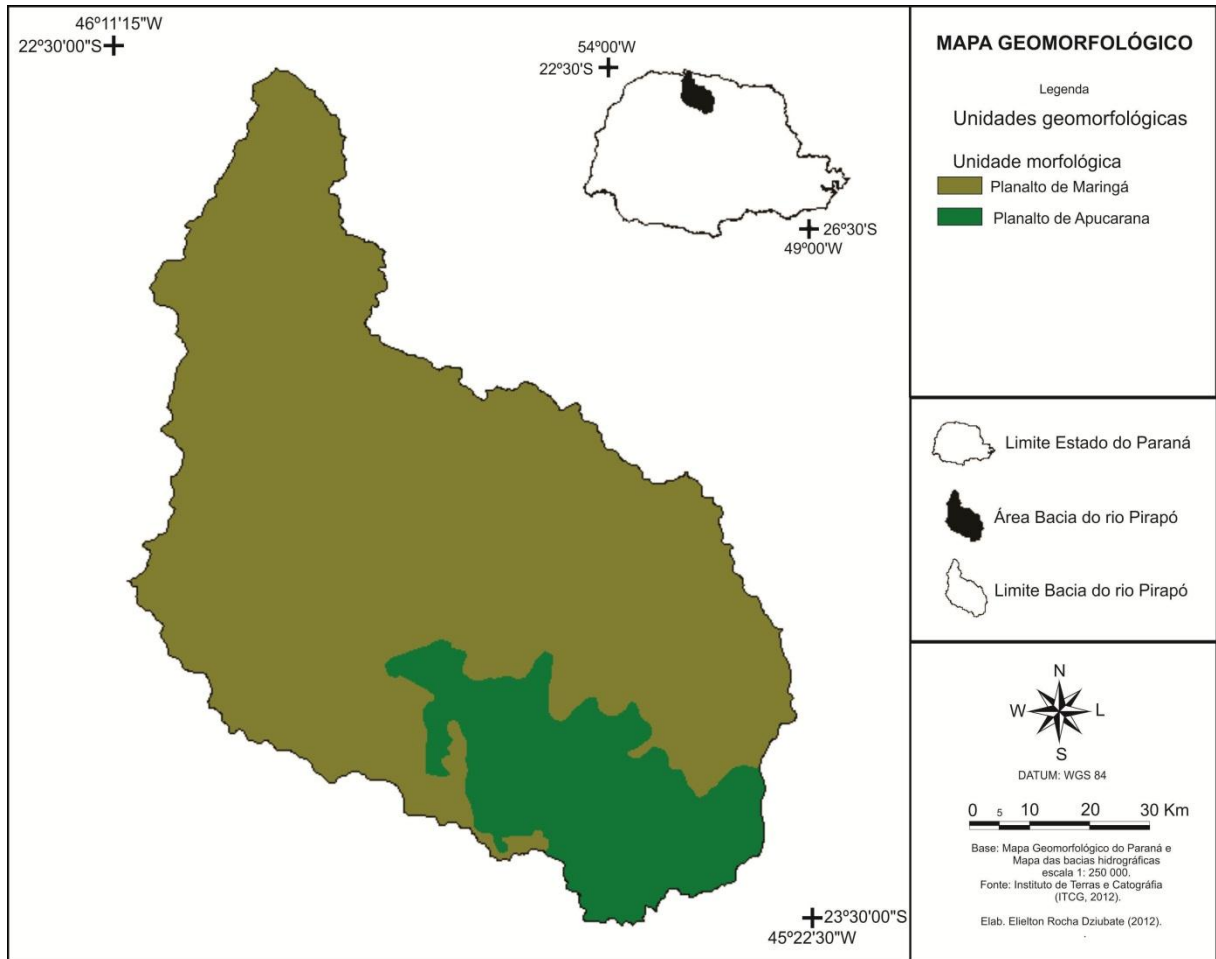 46º11'15"W
22º30'00"S
54º00'W
22º30'S
26º30'S
49º00'W
23º30'00"S
45º22'30"W
MAPA GEOMORFOLÓGICO
Legenda
Unidades geomorfológicas
Unidade morfológica
Planalto de Maringá
Planalto de Apucarana
Limite Estado do Paraná
Área Bacia do rio Pirapó
Limite Bacia do rio Pirapó
N
W L
S
DATUM: WGS 84
0 5 10 20 30 Km
Base: Mapa Geomorfológico do Paraná e
Mapa das bacias hidrográficas
escala 1: 250 000.
Fonte: Instituto de Terras e Catográfia
(ITCG, 2012).
Elab. Elielton Rocha Dziubate (2012).
.